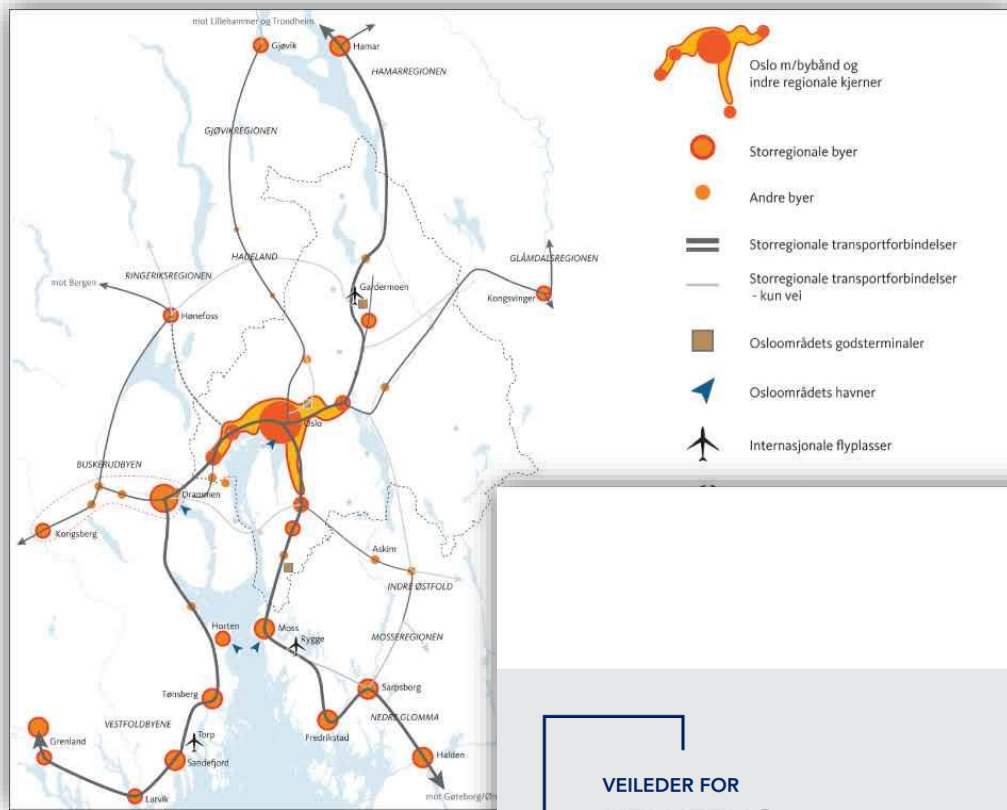 mot Lillehammer og Trondheim
Gjøvik
Hamar
HAMARREGIONEN
GJØVIKREGIONEN
HADELAND
RINGERIKSREGIONEN
mot Bergen
GLÅMDALSREGIONEN
Gardermoen
Kongsvinger
Hønefoss
Oslo
BUSKERUDBYEN
Drammen
Kongsberg
Askim
INDRE ØSTFOLD
Horten
Moss
Rygge
MOSSEREGIONEN
Tønsberg
Sarpsborg
VESTFOLDBYENE
NEDRE GLOMMA
Grenland
Torp
Fredrikstad
Sandefjord
Halden
Larvik
mot Gøteborg/
Oslo m/bybånd og
indre regionale kjerner
Storregionale byer
Andre byer
Storregionale transportforbindelser
Storregionale transportforbindelser
- kun vei
Osloområdets godsterminaler
Osloområdets havner
Internasjonale flyplasser
VEILEDER FOR